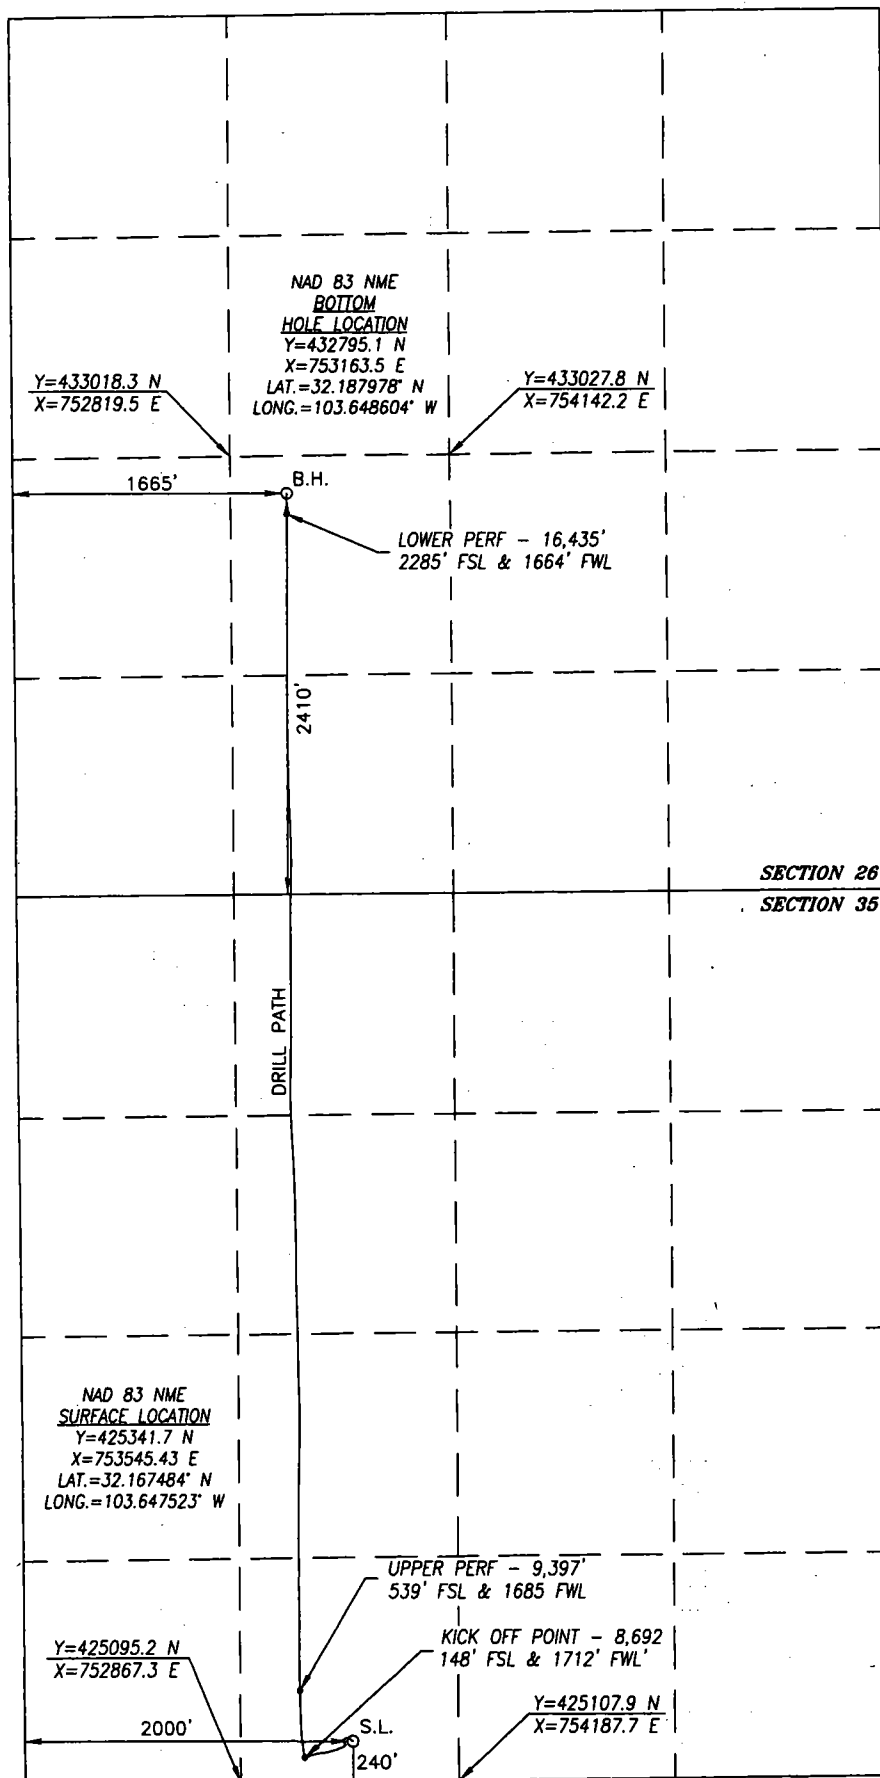 NAD 83 NME
BOTTOM
HOLE LOCATION
Y=432795.1 N
X=753163.5 E
LAT.=32.187978° N
LONG.=103.648604° W
Y=433018.3 N
X=752819.5 E
Y=433027.8 N
X=754142.2 E
1665'
B.H.
LOWER PERF - 16,435'
2285' FSL & 1664' FWL
2410'
SECTION 26
SECTION 35
DRILL PATH
NAD 83 NME
SURFACE LOCATION
Y=425341.7 N
X=753545.43 E
LAT.=32.167484° N
LONG.=103.647523° W
UPPER PERF - 9,397'
539' FSL & 1685 FWL
KICK OFF POINT - 8,692
148' FSL & 1712' FWL'
Y=425095.2 N
X=752867.3 E
Y=425107.9 N
X=754187.7 E
2000'
S.L.
240'